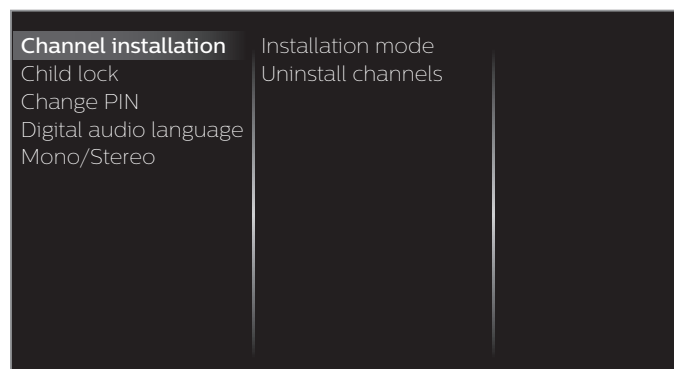 Channel installation
Child lock
Change PIN
Digital audio language
Mono/Stereo
Installation mode
Uninstall channels